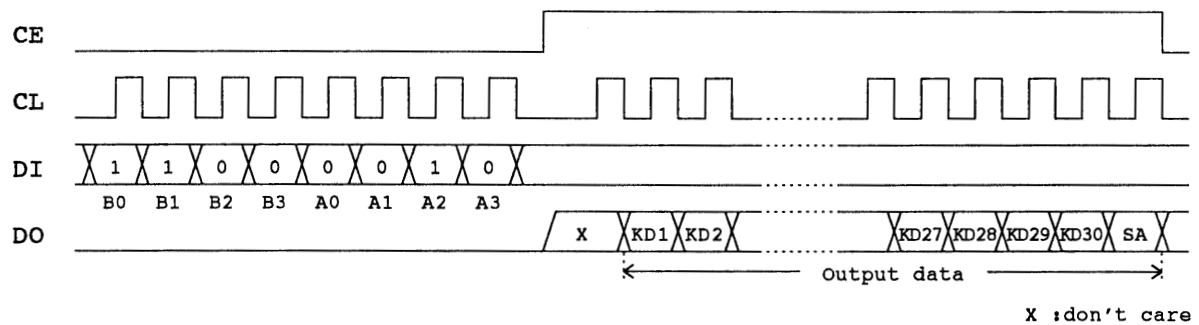 CE
CL
DI 1 1 0 0 0 0 1 0
B0 B1 B2 B3 A0 A1 A2 A3
DO X KD1 KD2 KD27 KD28 KD29 KD30 SA
Output data
X :don't care